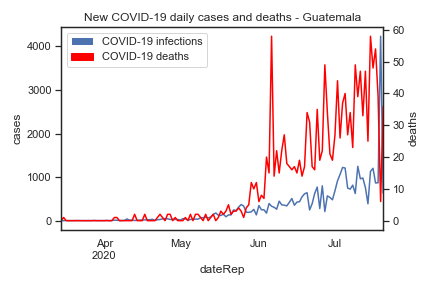 New COVID-19 daily cases and deaths - Guatemala
COVID-19 infections
COVID-19 deaths
4000
3000
2000
1000
0
cases
60
50
40
30
20
10
0
deaths
Apr
2020
May
Jun
Jul
dateRep